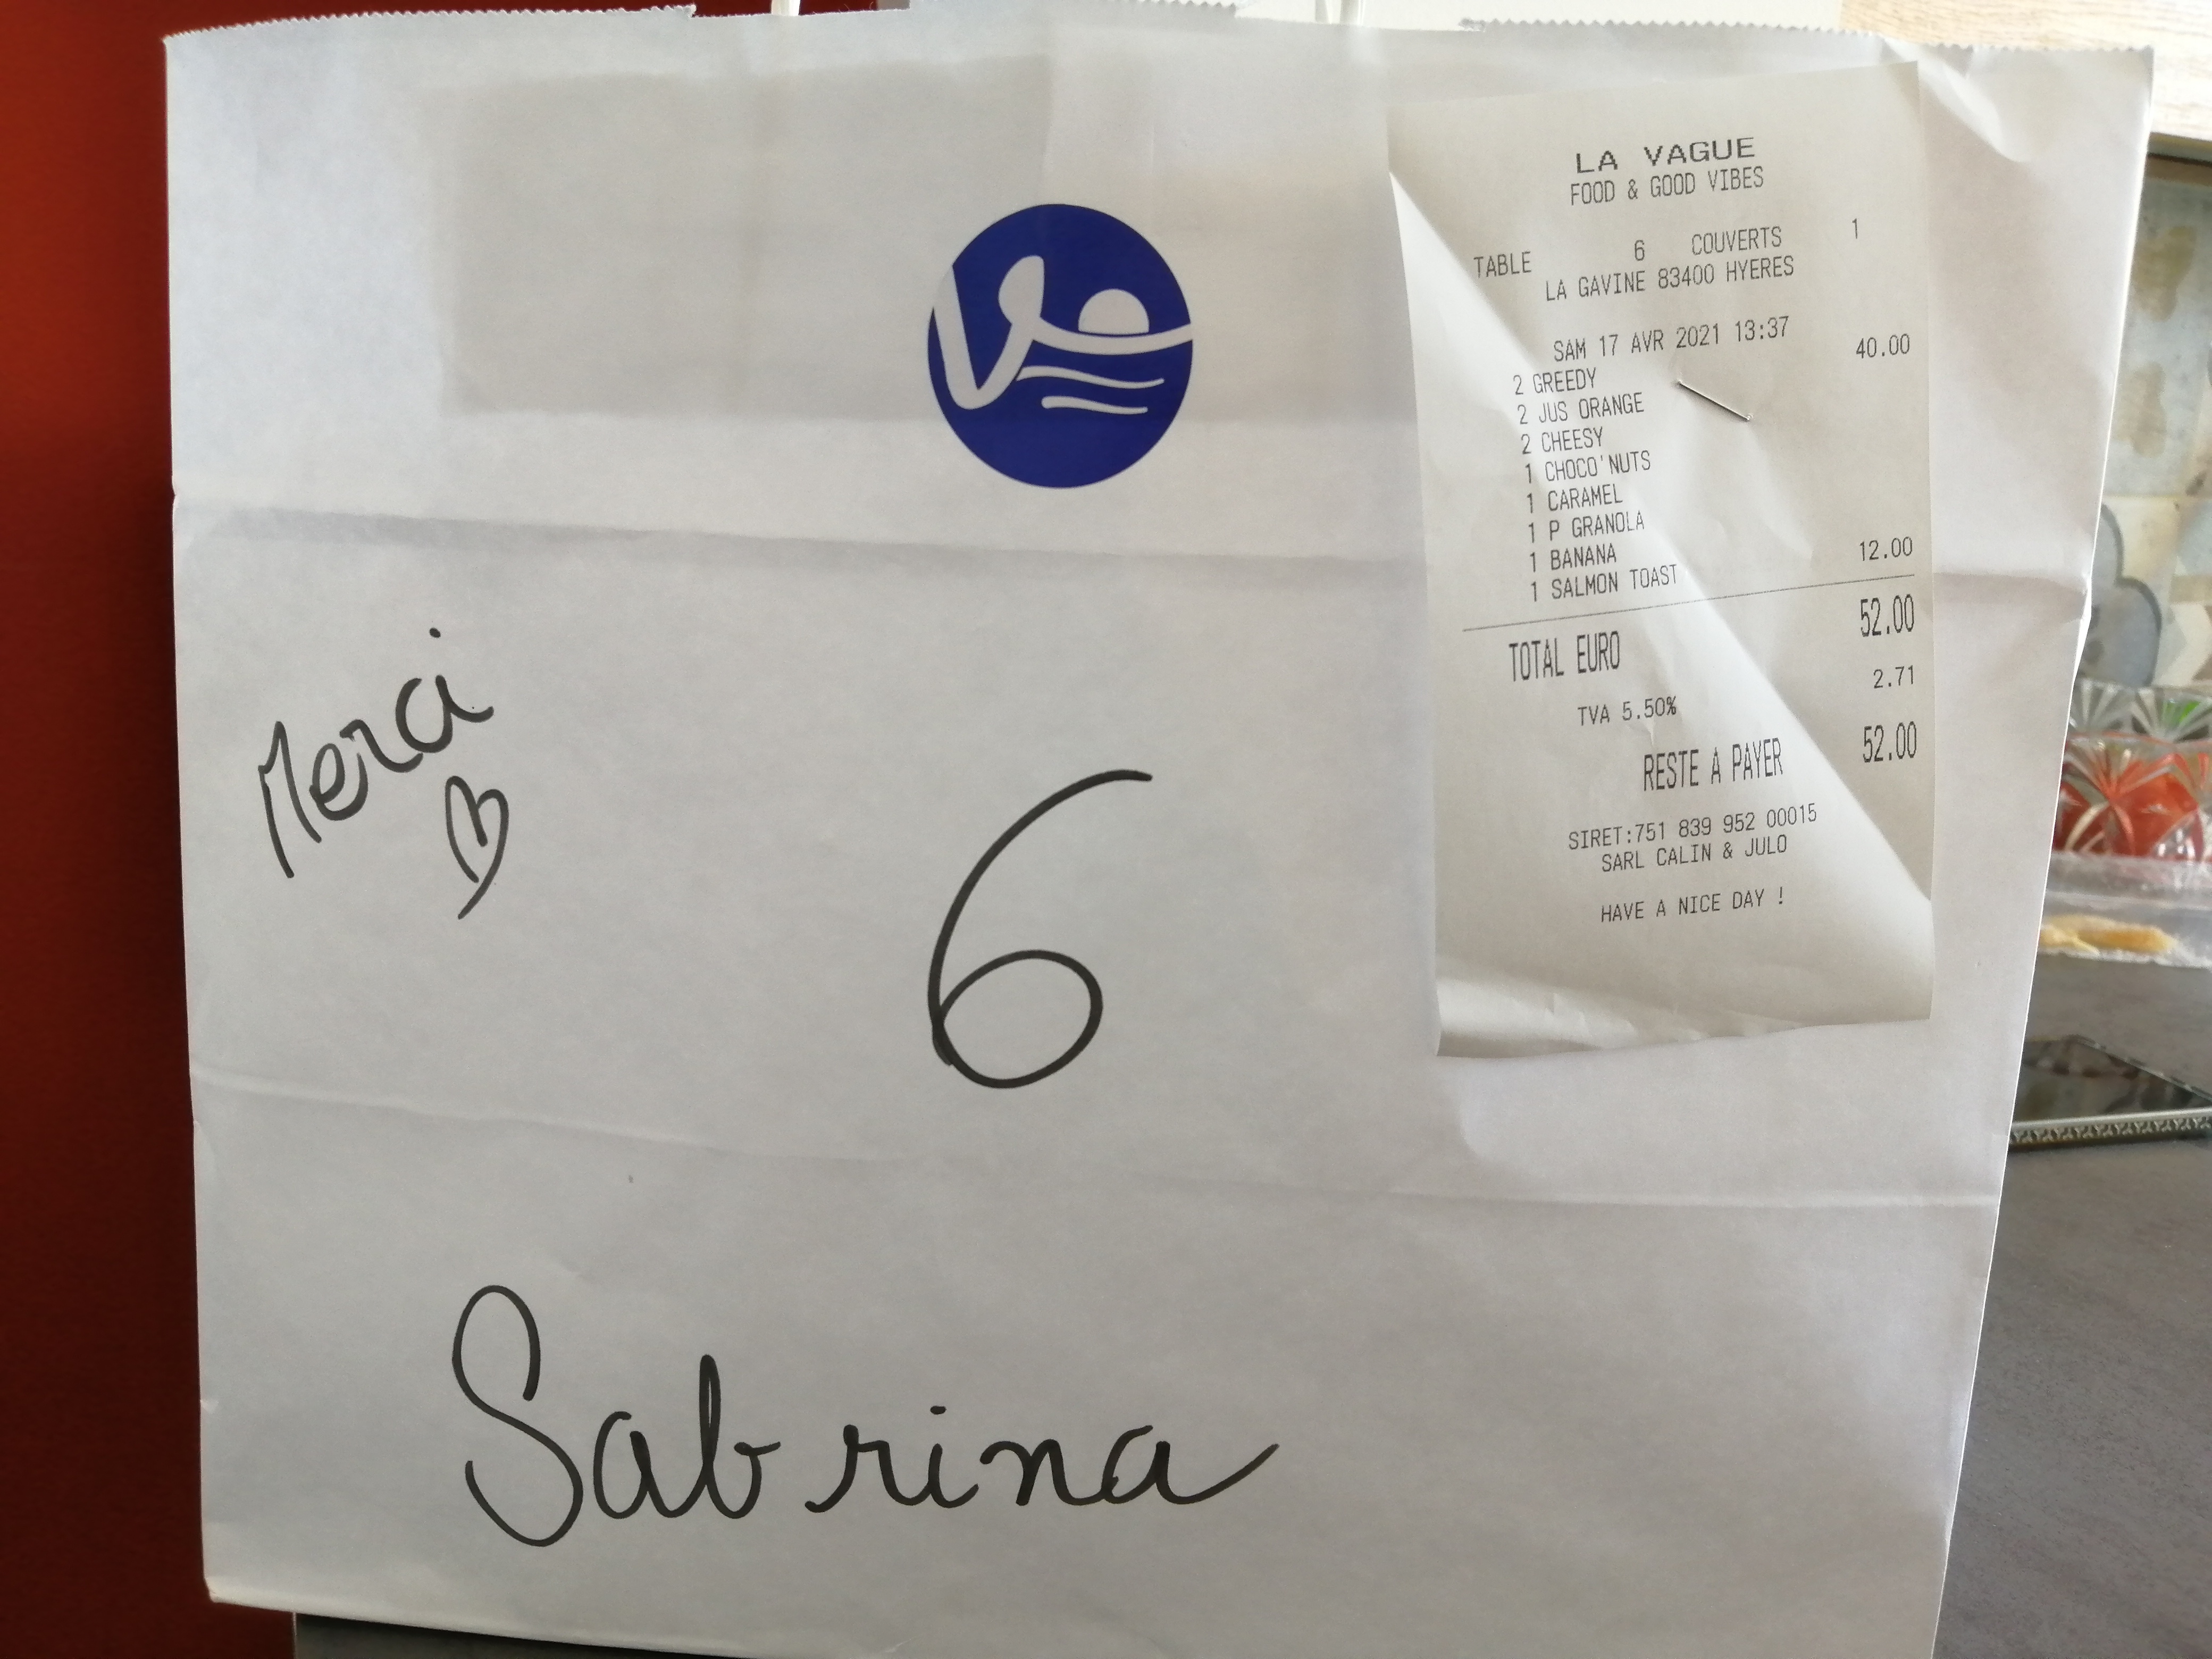 LA VAGUE
FOOD & GOOD VIBES
TABLE 6 COUVERTS 1
LA GAVINE 83400 HYERES
SAM 17 AVR 2021 13:37
2 GREEDY 40.00
2 JUS ORANGE
2 CHEESY
1 CHOCO'NUTS
1 CARAMEL
1 P GRANOLA
1 BANANA
1 SALMON TOAST 12.00
TOTAL EURO 52.00
TVA 5.50% 2.71
RESTE A PAYER 52.00
SIRET:751 839 952 00015
SARL CALIN & JULO
HAVE A NICE DAY !
Merci
6
Sabrina